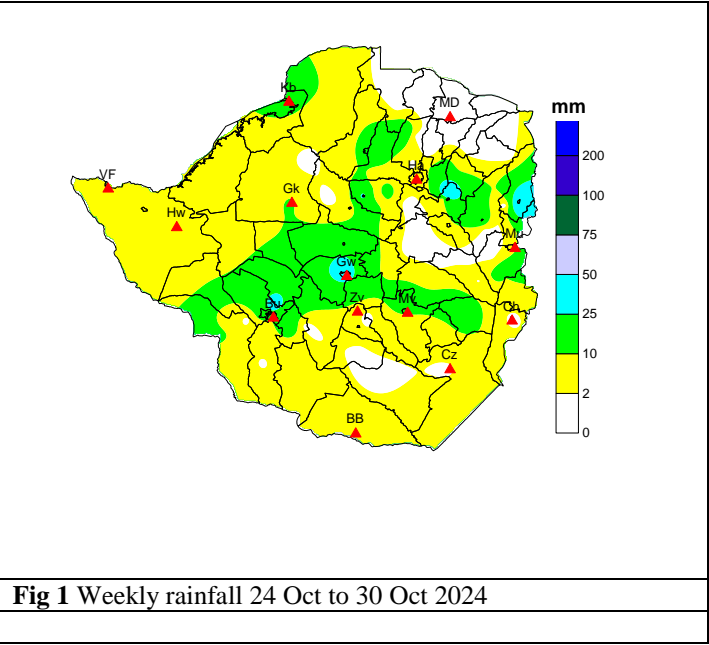 Kb
MD
mm
200
Ha
VF
Gk
100
Hw
75
Mu
50
Gw
25
Bu
Zv
Mv
Ch
10
Cz
2
BB
0
Fig 1 Weekly rainfall 24 Oct to 30 Oct 2024